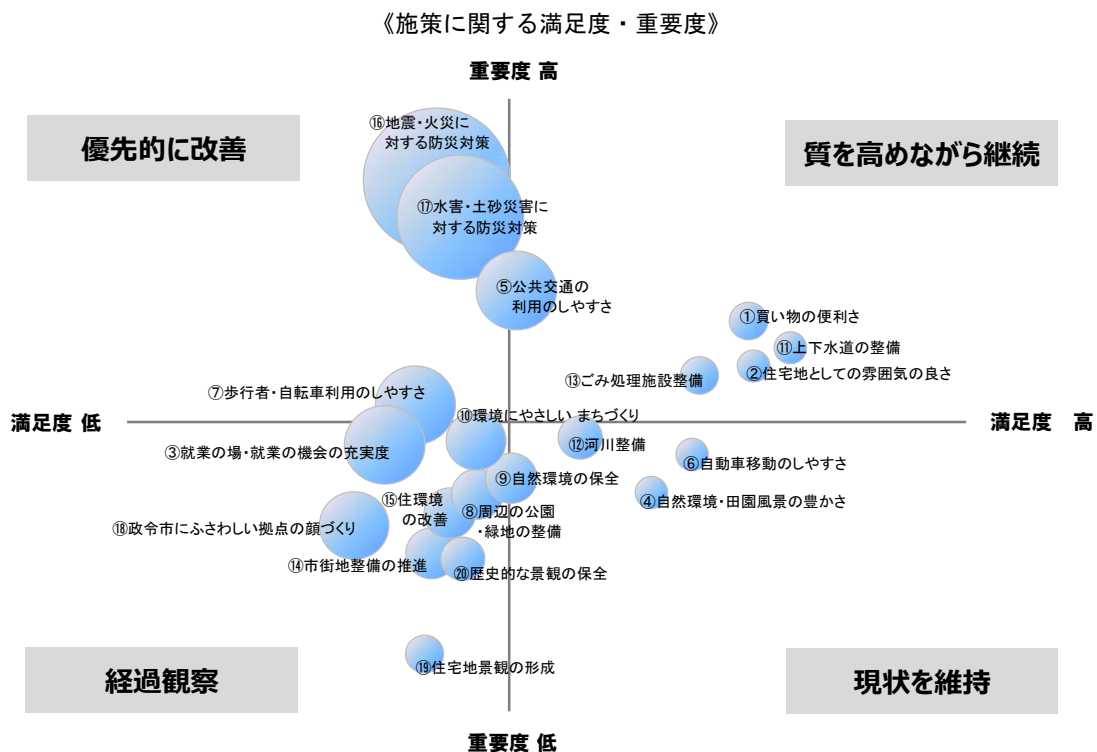 《施策に関する満足度・重要度》
重要度 高
優先的に改善
質を高めながら継続
⑯地震・火災に
対する防災対策
⑰水害・土砂災害に
対する防災対策
⑤公共交通の
利用のしやすさ
①買い物の便利さ
⑪上下水道の整備
②住宅地としての雰囲気の良さ
⑬ごみ処理施設整備
⑦歩行者・自転車利用のしやすさ
⑩環境にやさしい まちづくり
満足度 低
満足度 高
⑫河川整備
③就業の場・就業の機会の充実度
⑥自動車移動のしやすさ
⑨自然環境の保全
④自然環境・田園風景の豊かさ
⑮住環境
の改善
⑧周辺の公園
・緑地の整備
⑱政令市にふさわしい拠点の顔づくり
⑭市街地整備の推進
⑳歴史的な景観の保全
⑲住宅地景観の形成
経過観察
現状を維持
重要度 低